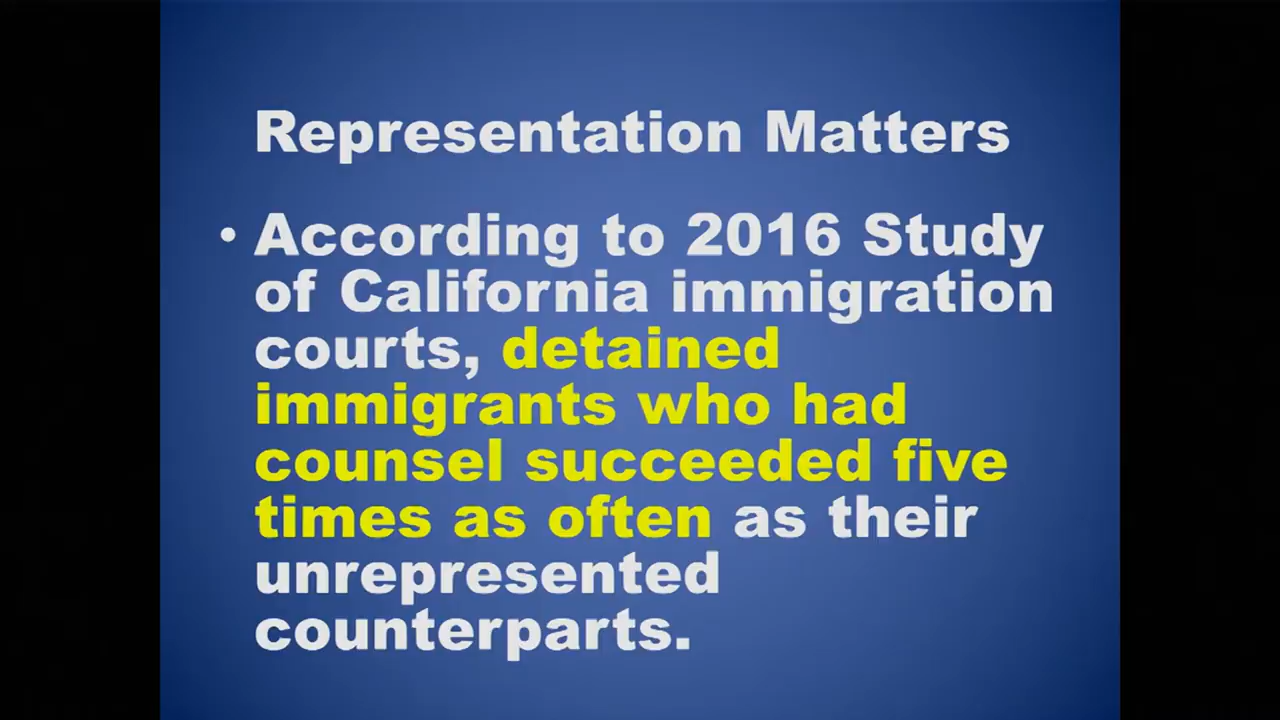 Representation Matters
• According to 2016 Study
of California immigration
courts, detained
immigrants who had
counsel succeeded five
times as often as their
unrepresented
counterparts.